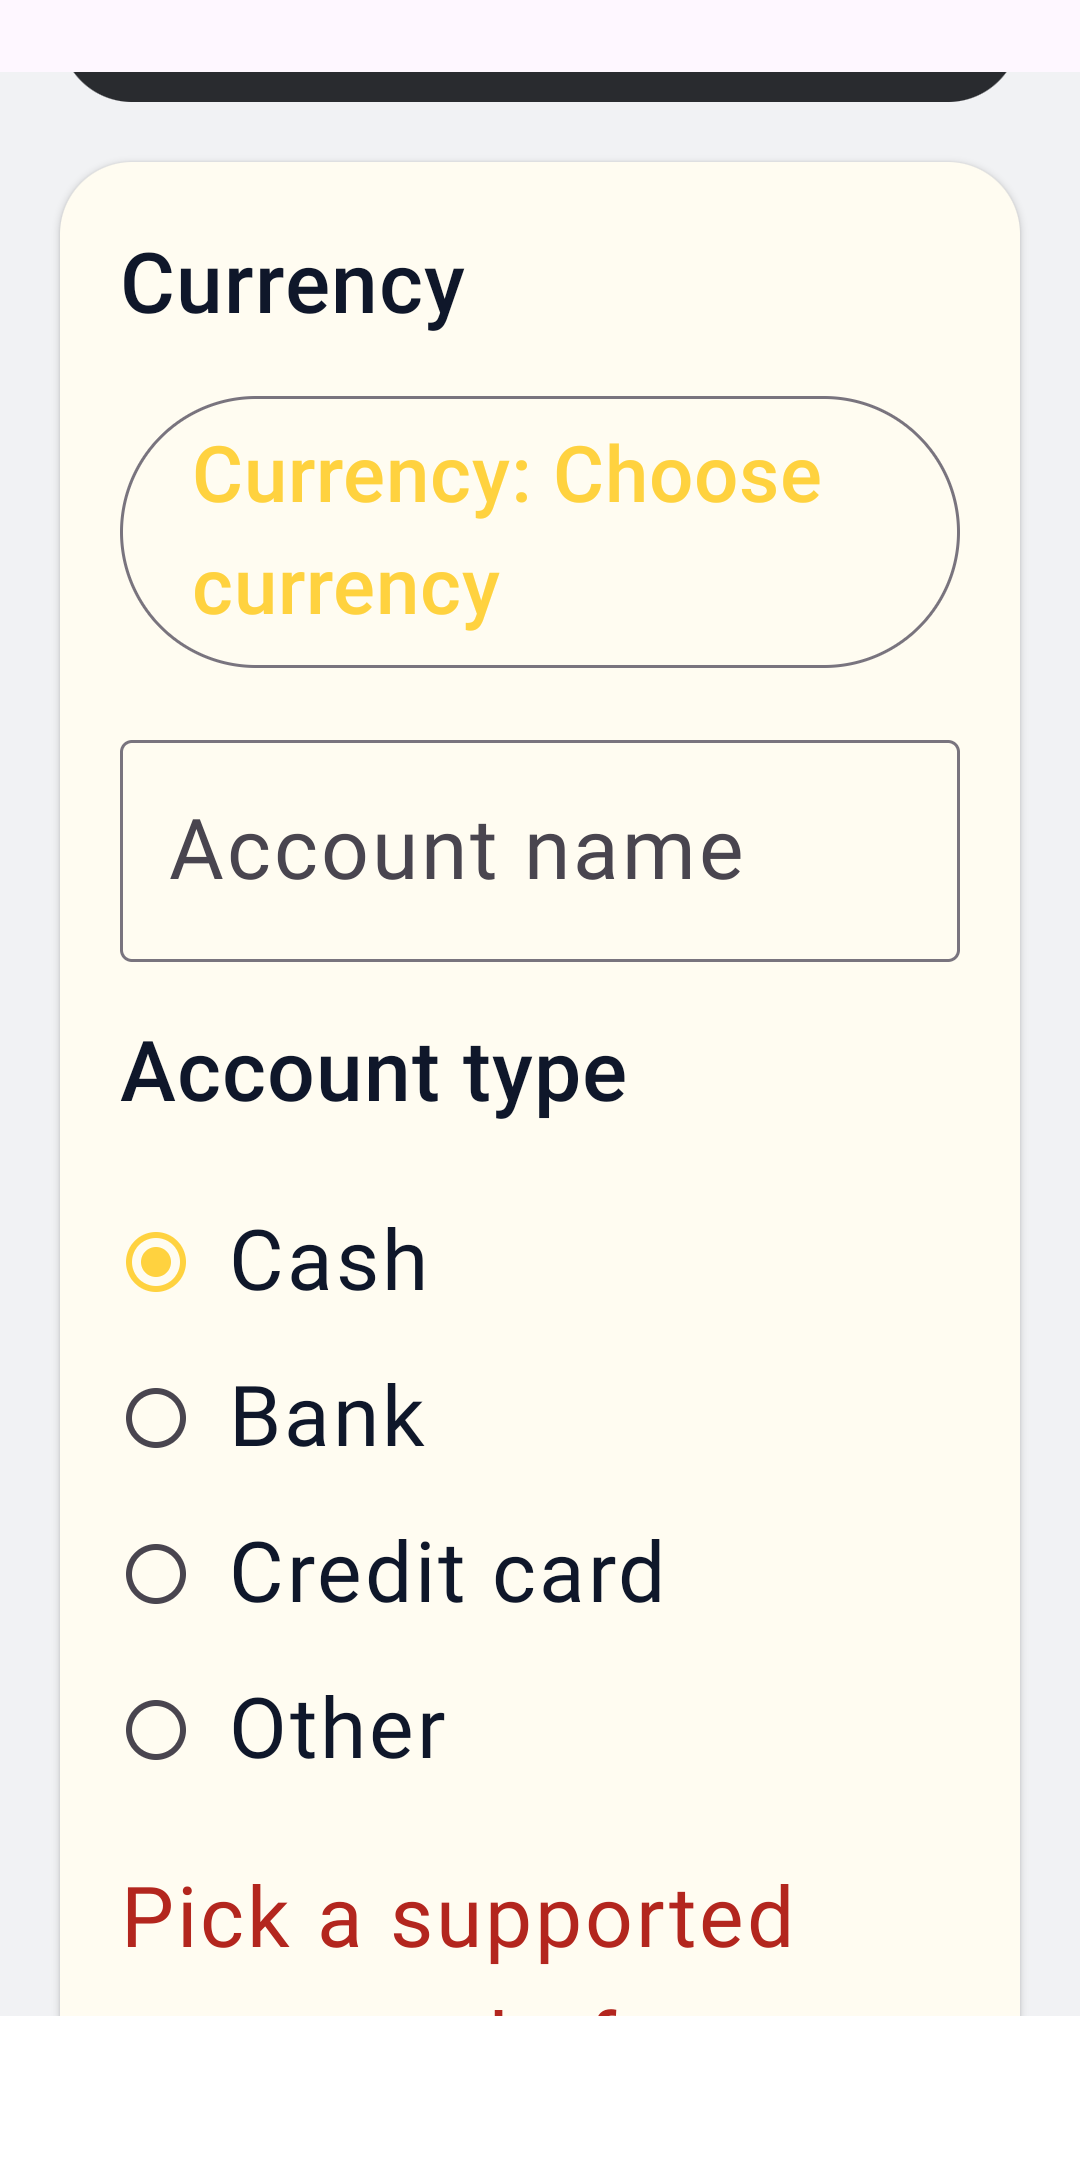 Currency
Currency: Choose
currency
Account name
Account type
Cash
Bank
Credit card
Other
Pick a supported